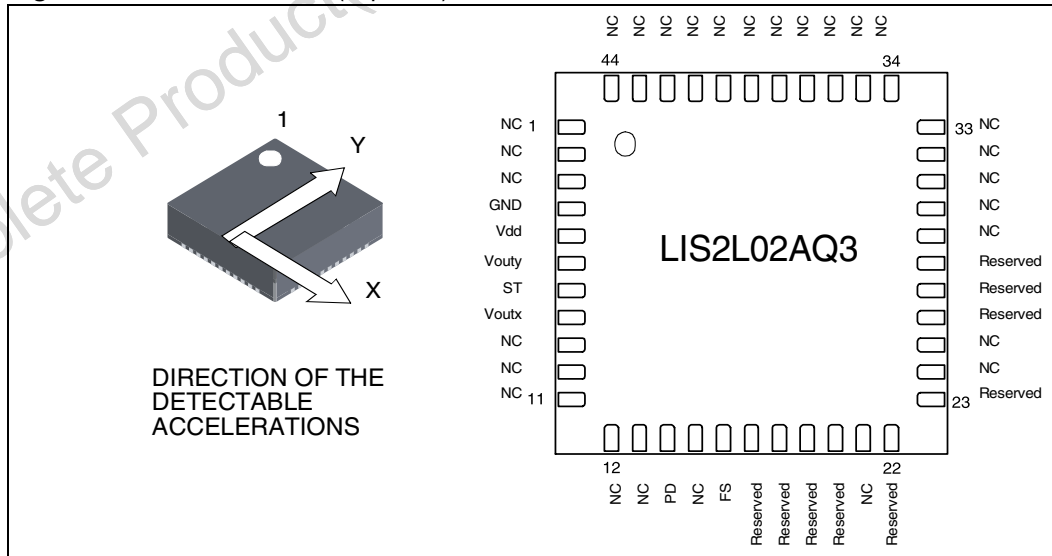 lete Product(
1
Y
X
DIRECTION OF THE
DETECTABLE
ACCELERATIONS
NC NC NC NC NC NC NC NC NC NC NC
44 34
NC 1
NC
NC
GND
Vdd
Vouty
ST
Voutx
NC
NC
NC 11
LIS2L02AQ3
33 NC
NC
NC
NC
NC
Reserved
Reserved
Reserved
NC
NC
23 Reserved
12 22
NC NC PD NC FS Reserved Reserved Reserved Reserved NC Reserved